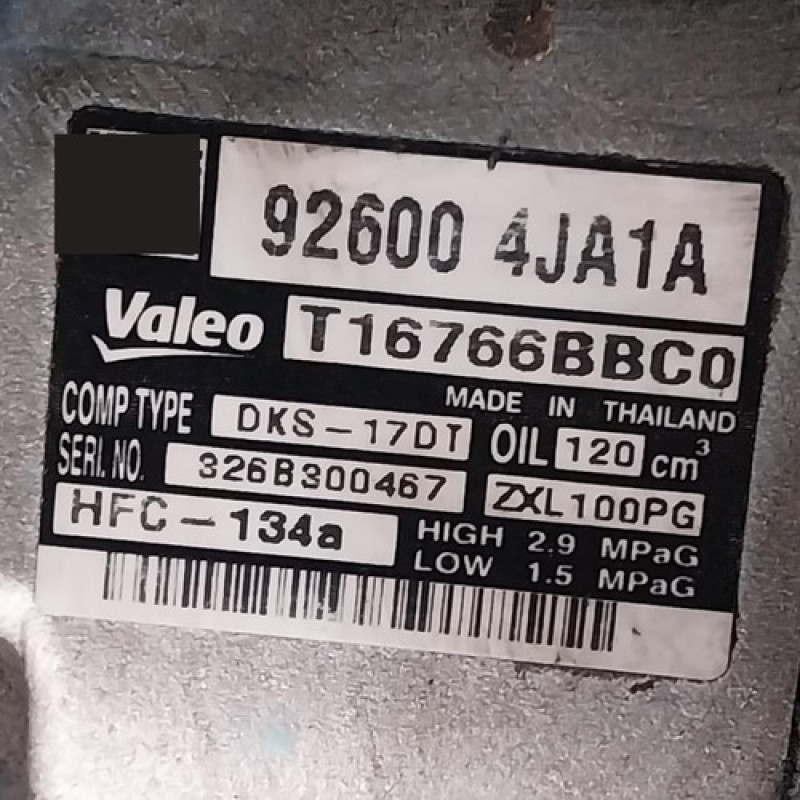 92600 4JA1A
Valeo T16766BBC0
MADE IN THAILAND
COMP TYPE DKS-17DT OIL 120 cm³
SERI. NO. 326B300467 ZXL100PG
HFC-134a HIGH 2.9 MPaG
LOW 1.5 MPaG